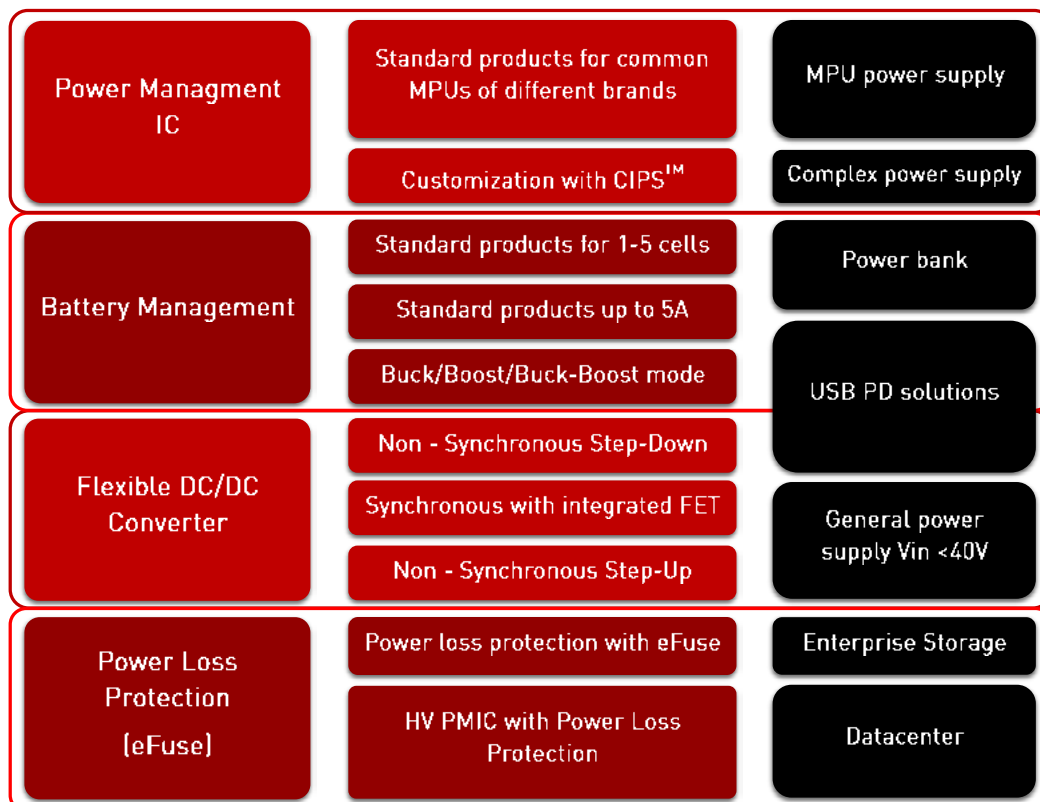 Power Managment
IC
Standard products for common
MPUs of different brands
MPU power supply
Customization with CIPS™
Complex power supply
Battery Management
Standard products for 1-5 cells
Standard products up to 5A
Buck/Boost/Buck-Boost mode
Power bank
USB PD solutions
Flexible DC/DC
Converter
Non - Synchronous Step-Down
Synchronous with integrated FET
Non - Synchronous Step-Up
General power
supply Vin <40V
Power Loss
Protection
(eFuse)
Power loss protection with eFuse
HV PMIC with Power Loss
Protection
Enterprise Storage
Datacenter